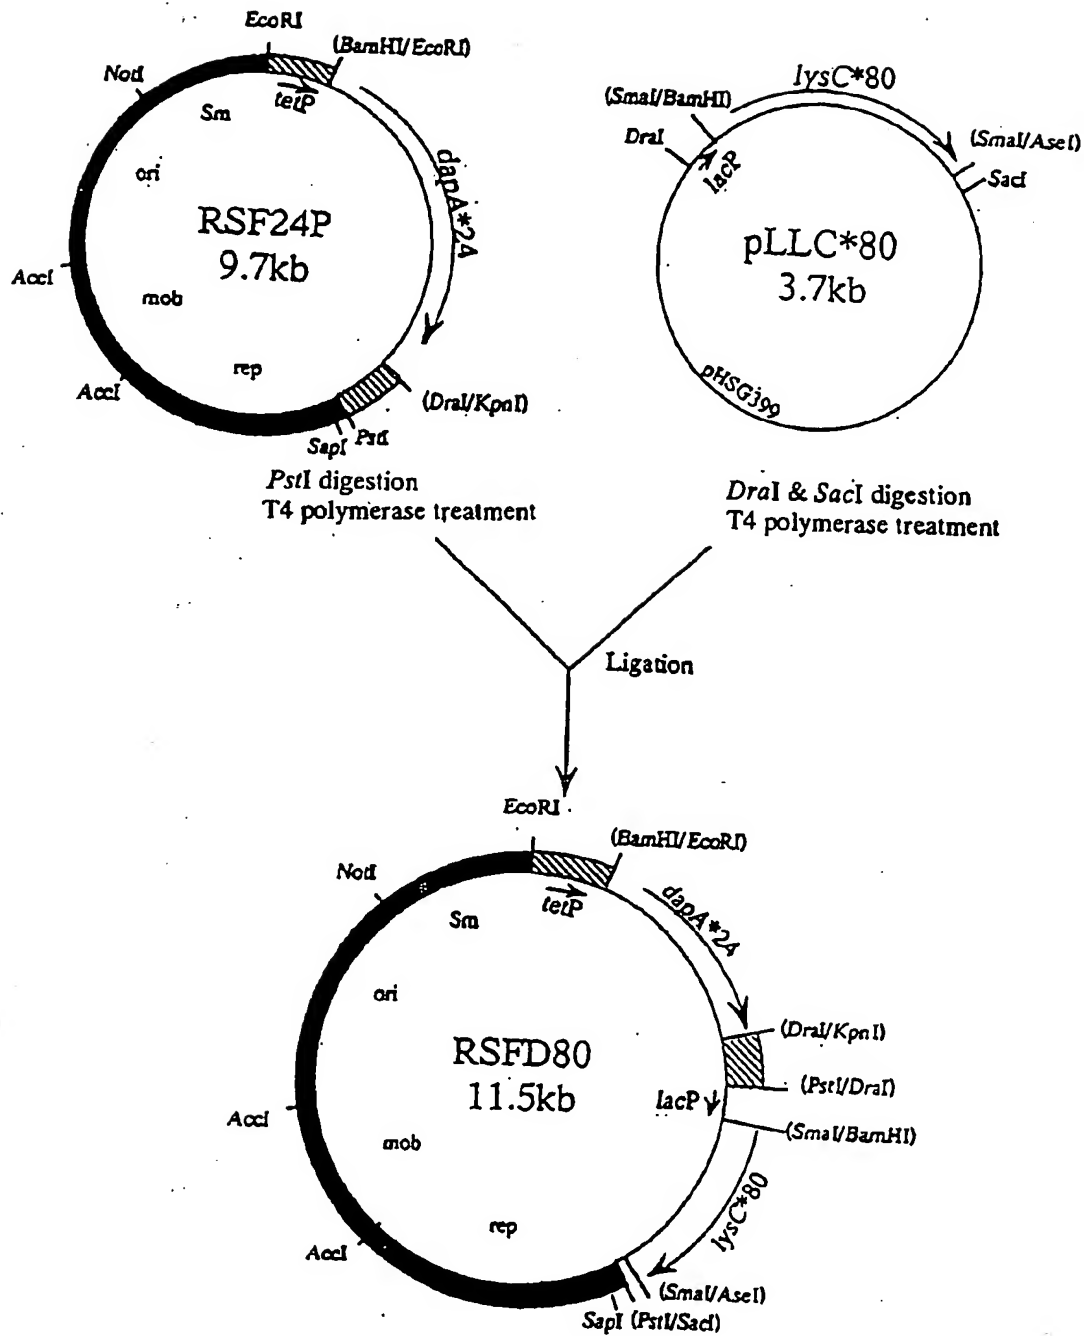 EcoRI
(BamHI/EcoRI)
NotI
tetP
Sm
ori
dapA*24
RSF24P
9.7kb
AccI
mob
rep
AccI
(DraI/KpnI)
SapI PstI
lysC*80
(SmaI/BamHI)
(SmaI/AseI)
DraI
lacP
SacI
pLLC*80
3.7kb
pHSG399
PstI digestion
T4 polymerase treatment
DraI & SacI digestion
T4 polymerase treatment
Ligation
EcoRI
(BamHI/EcoRI)
NotI
tetP
Sm
dapA*24
ori
(DraI/KpnI)
RSFD80
11.5kb
(PstI/DraI)
lacP
(SmaI/BamHI)
AccI
mob
lysC*80
rep
AccI
(SmaI/AseI)
SapI (PstI/SacI)